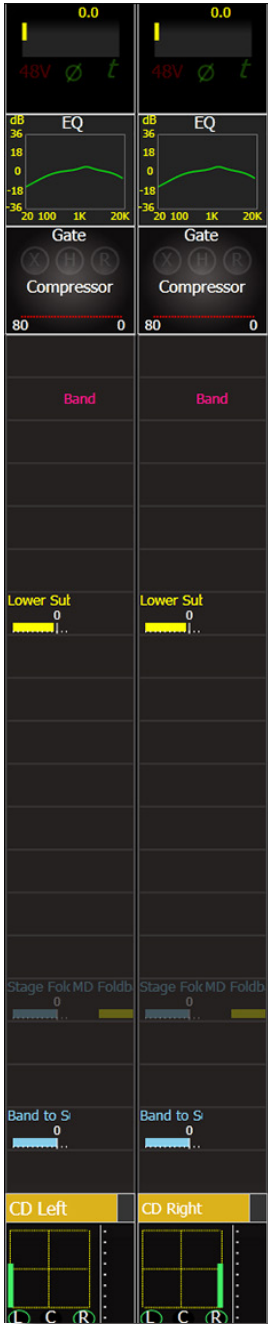 0.0 0.0
48V Ø t 48V Ø t
dB EQ dB EQ
36 36
18 18
0 0
-18 -18
-36 -36
20 100 1K 20K 20 100 1K 20K
Gate Gate
X H R X H R
Compressor Compressor
80 0 80 0
Band Band
Lower Sub Lower Sub
0 0
Stage Fok MD Foldb Stage Fok MD Foldb
0 0
Band to S Band to S
0 0
CD Left CD Right
L C R L C R